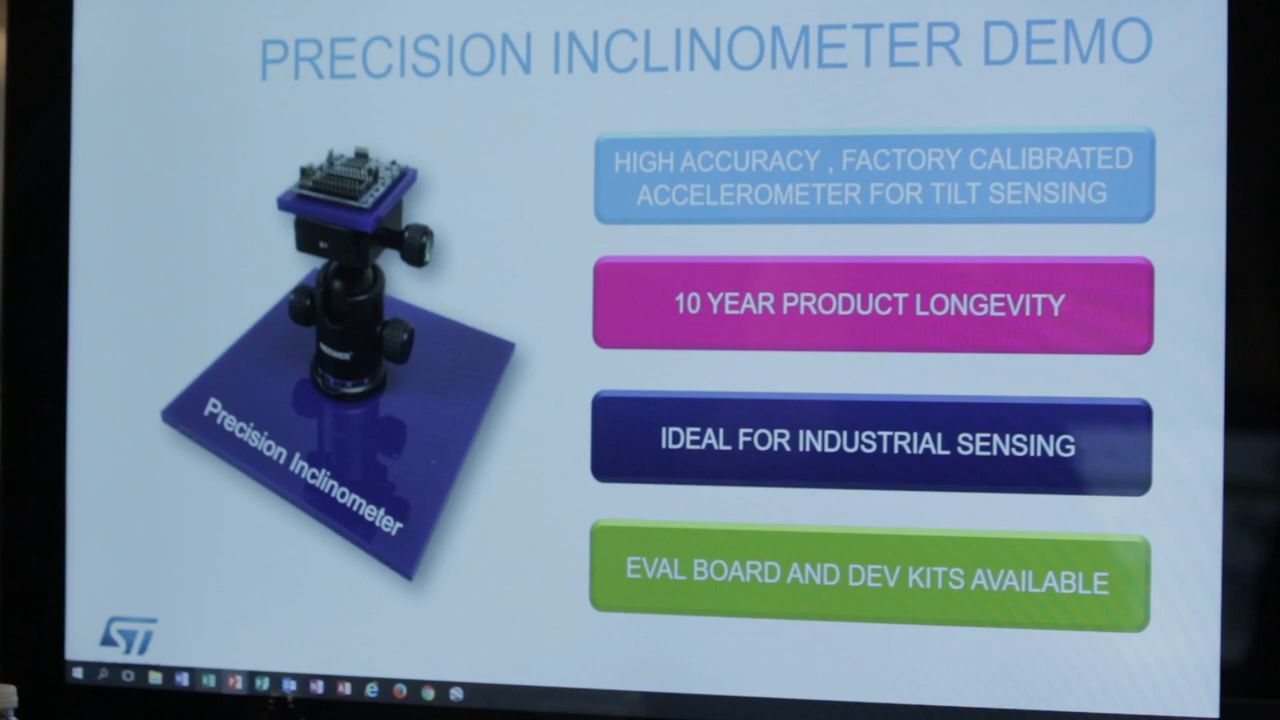 PRECISION INCLINOMETER DEMO
HIGH ACCURACY , FACTORY CALIBRATED
ACCELEROMETER FOR TILT SENSING
10 YEAR PRODUCT LONGEVITY
IDEAL FOR INDUSTRIAL SENSING
EVAL BOARD AND DEV KITS AVAILABLE
Precision Inclinometer
ST